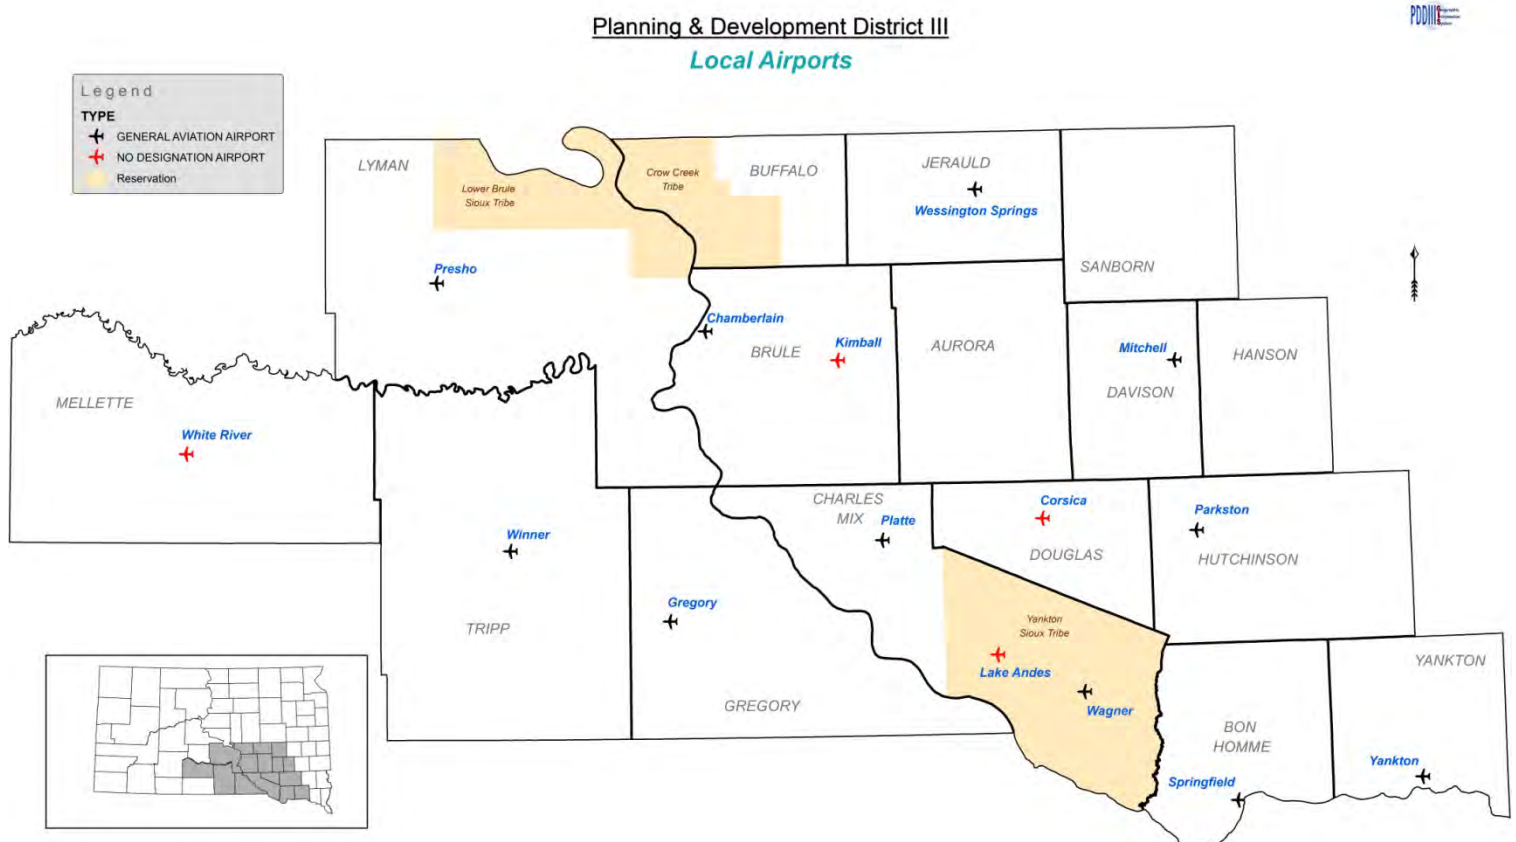 Planning & Development District III
Local Airports
PDDIII
Legend
TYPE
GENERAL AVIATION AIRPORT
NO DESIGNATION AIRPORT
Reservation
LYMAN
Lower Brule
Sioux Tribe
Crow Creek
Tribe
BUFFALO
JERAULD
Wessington Springs
SANBORN
Presho
Chamberlain
BRULE
Kimball
AURORA
Mitchell
DAVISON
HANSON
MELLETTE
White River
Winner
TRIPP
CHARLES
MIX
Platte
Corsica
DOUGLAS
Parkston
HUTCHINSON
Gregory
GREGORY
Yankton
Sioux Tribe
Lake Andes
Wagner
BON
HOMME
Springfield
YANKTON
Yankton